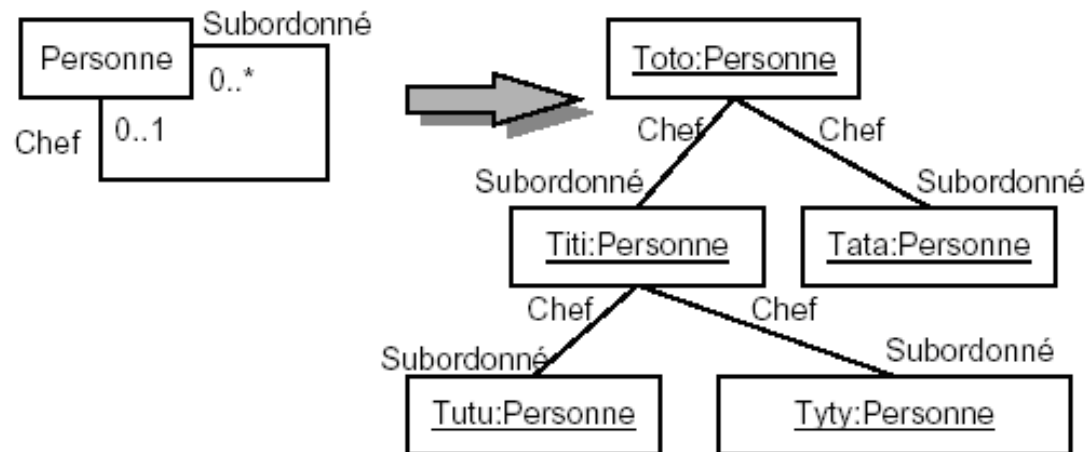 Subordonné
Personne
0..*
Chef
0..1
Toto:Personne
Chef
Chef
Subordonné
Subordonné
Titi:Personne
Tata:Personne
Chef
Chef
Subordonné
Subordonné
Tutu:Personne
Tyty:Personne